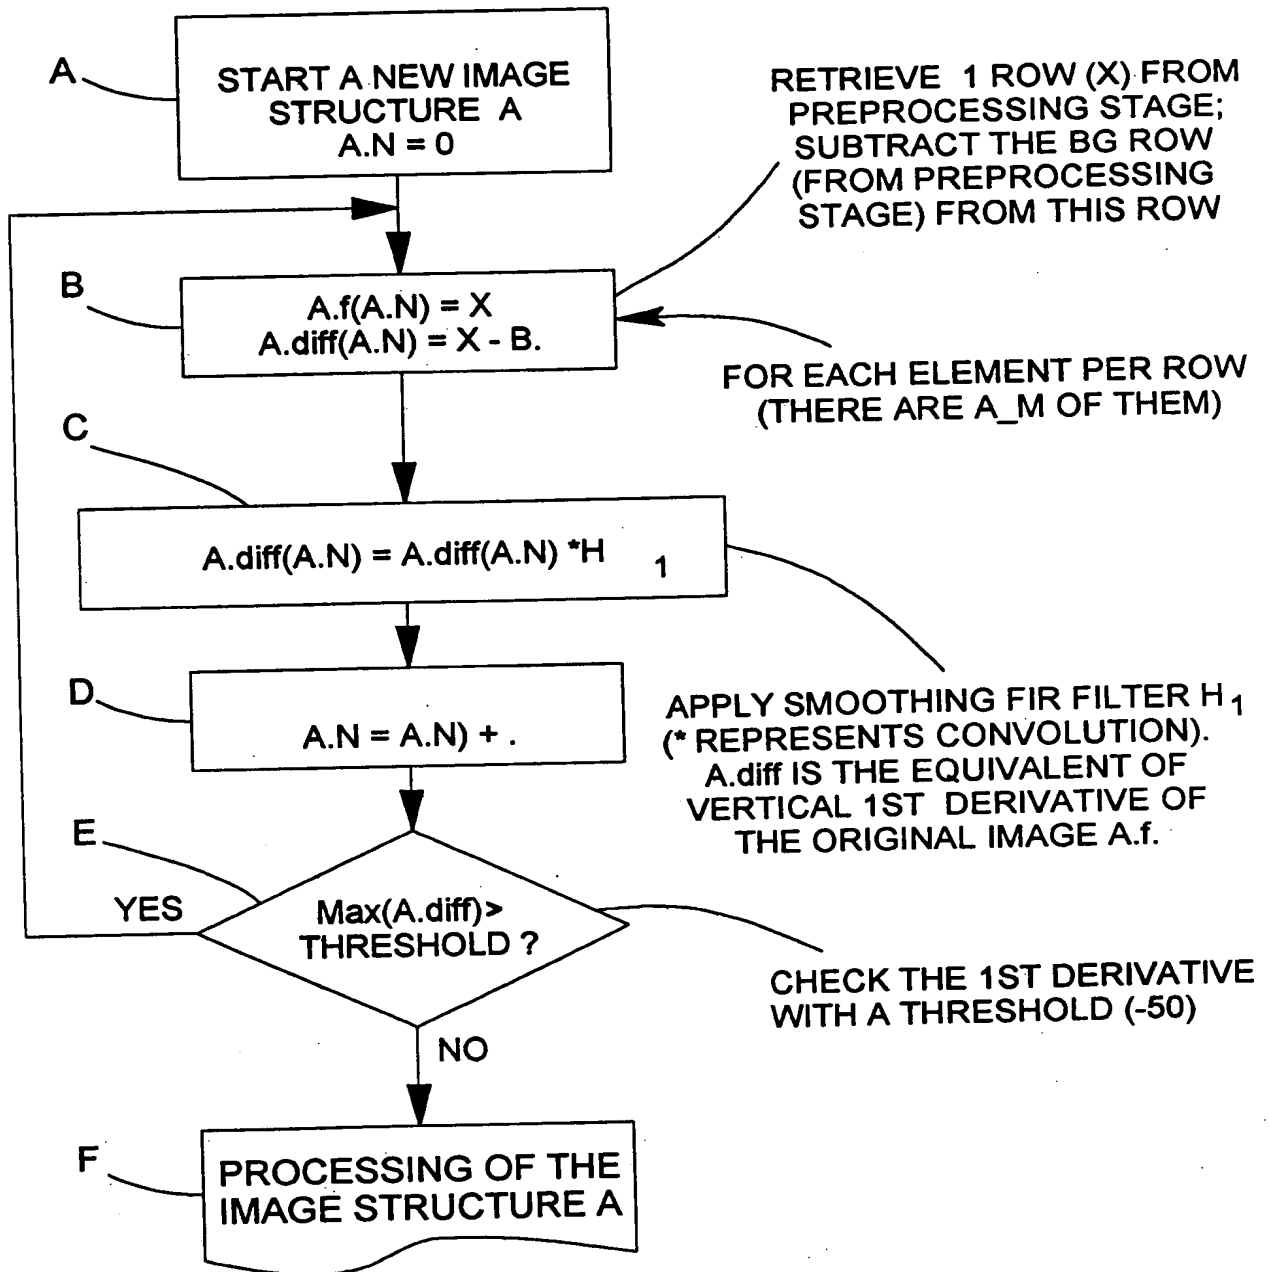 A
START A NEW IMAGE
STRUCTURE A
A.N = 0
RETRIEVE 1 ROW (X) FROM
PREPROCESSING STAGE;
SUBTRACT THE BG ROW
(FROM PREPROCESSING
STAGE) FROM THIS ROW
B
A.f(A.N) = X
A.diff(A.N) = X - B.
FOR EACH ELEMENT PER ROW
(THERE ARE A_M OF THEM)
C
A.diff(A.N) = A.diff(A.N) *H 1
D
A.N = A.N) + .
APPLY SMOOTHING FIR FILTER H 1
(* REPRESENTS CONVOLUTION).
A.diff IS THE EQUIVALENT OF
VERTICAL 1ST DERIVATIVE OF
THE ORIGINAL IMAGE A.f.
E
YES
Max(A.diff)>
THRESHOLD ?
CHECK THE 1ST DERIVATIVE
WITH A THRESHOLD (-50)
NO
F
PROCESSING OF THE
IMAGE STRUCTURE A